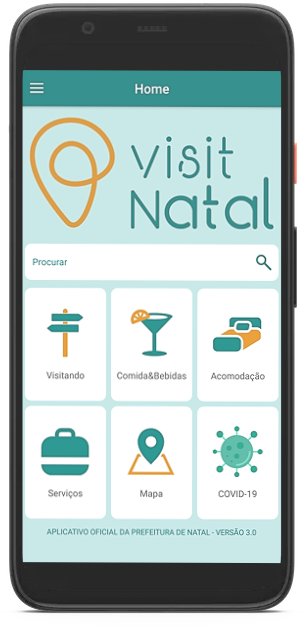 Home
Visit
Natal
Procurar
Visitando
Comida&Bebidas
Acomodação
Serviços
Mapa
COVID-19
APLICATIVO OFICIAL DA PREFEITURA DE NATAL - VERSÃO 3.0